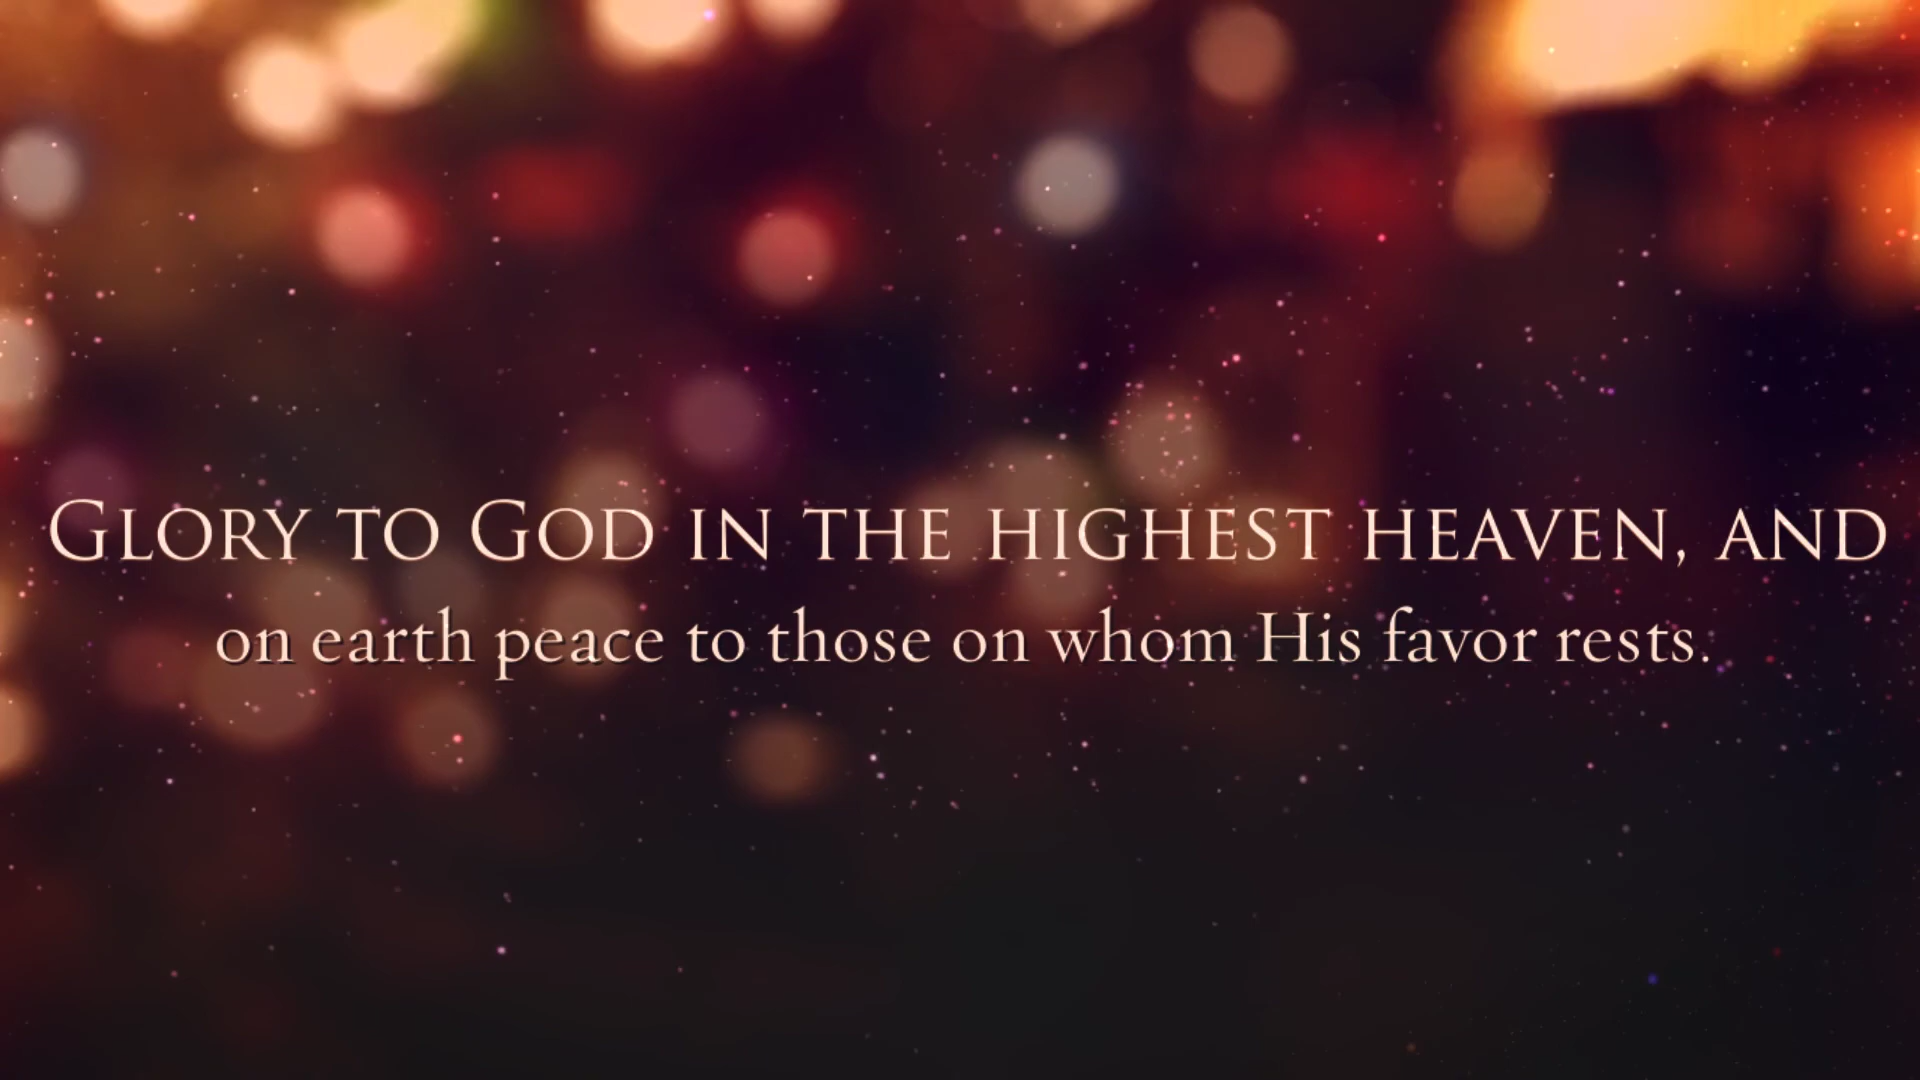 Glory to God in the highest heaven, and
on earth peace to those on whom His favor rests.